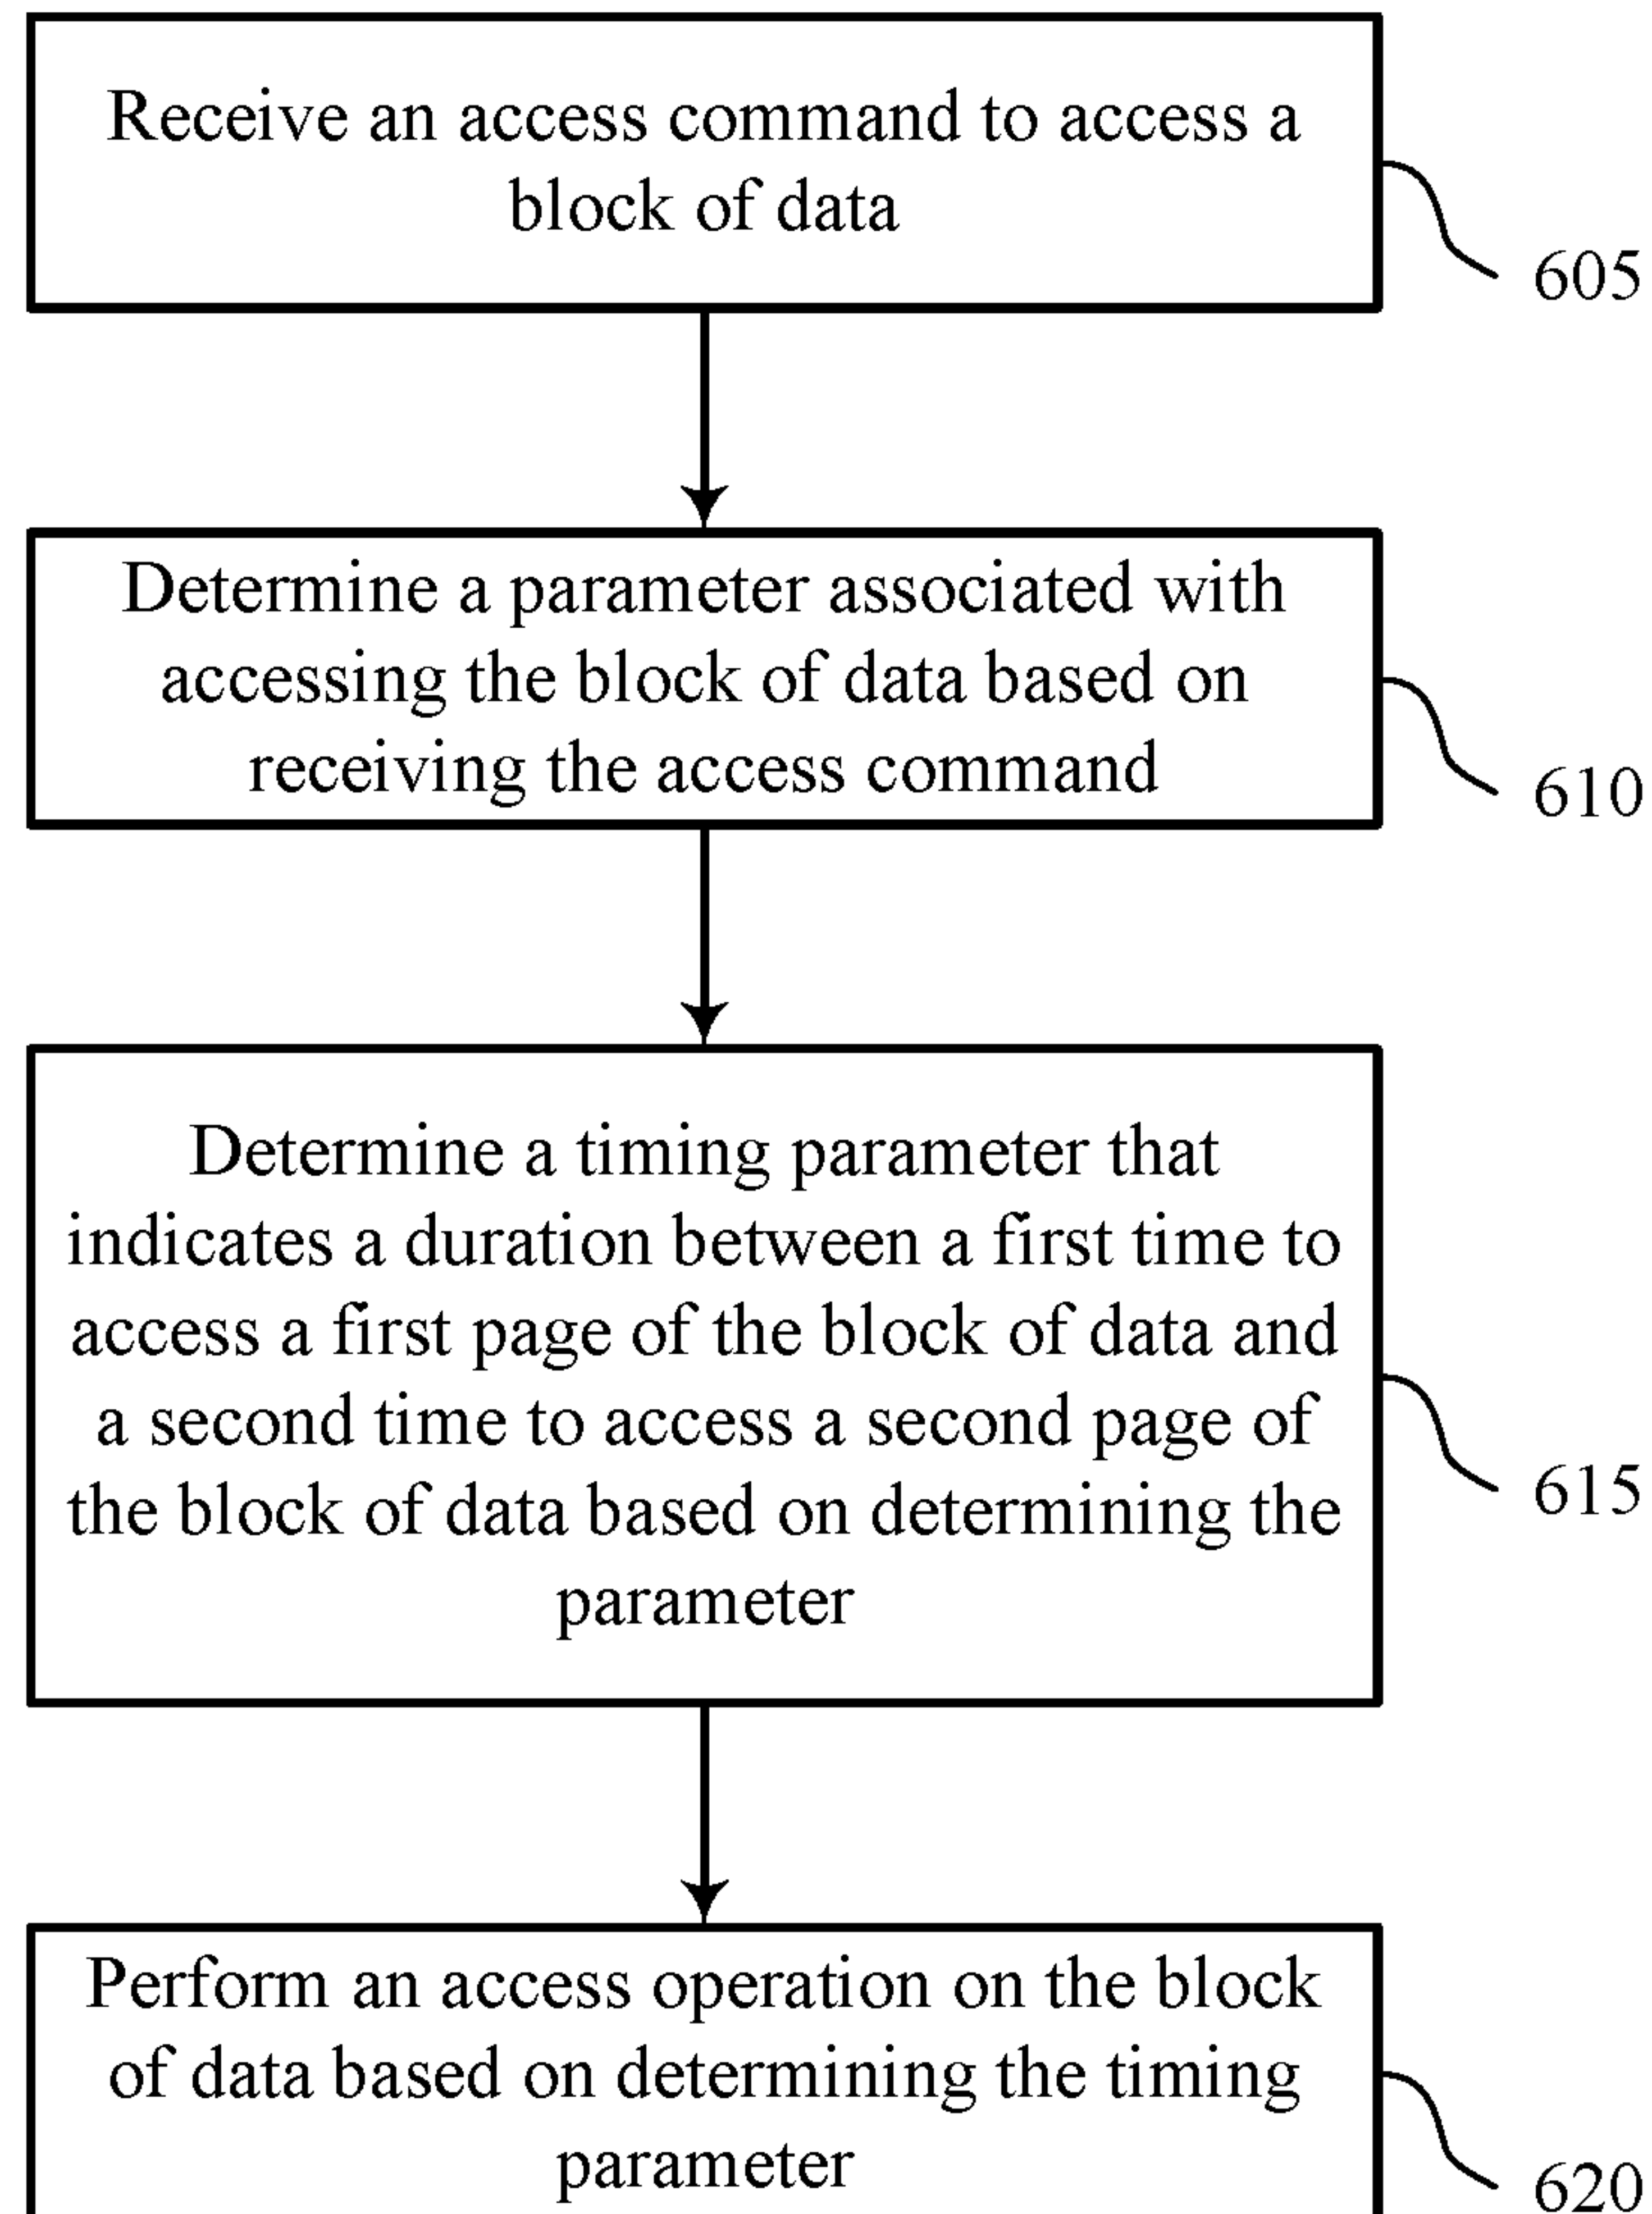 Receive an access command to access a
block of data
605
Determine a parameter associated with
accessing the block of data based on
receiving the access command
610
Determine a timing parameter that
indicates a duration between a first time to
access a first page of the block of data and
a second time to access a second page of
the block of data based on determining the
parameter
615
Perform an access operation on the block
of data based on determining the timing
parameter
620